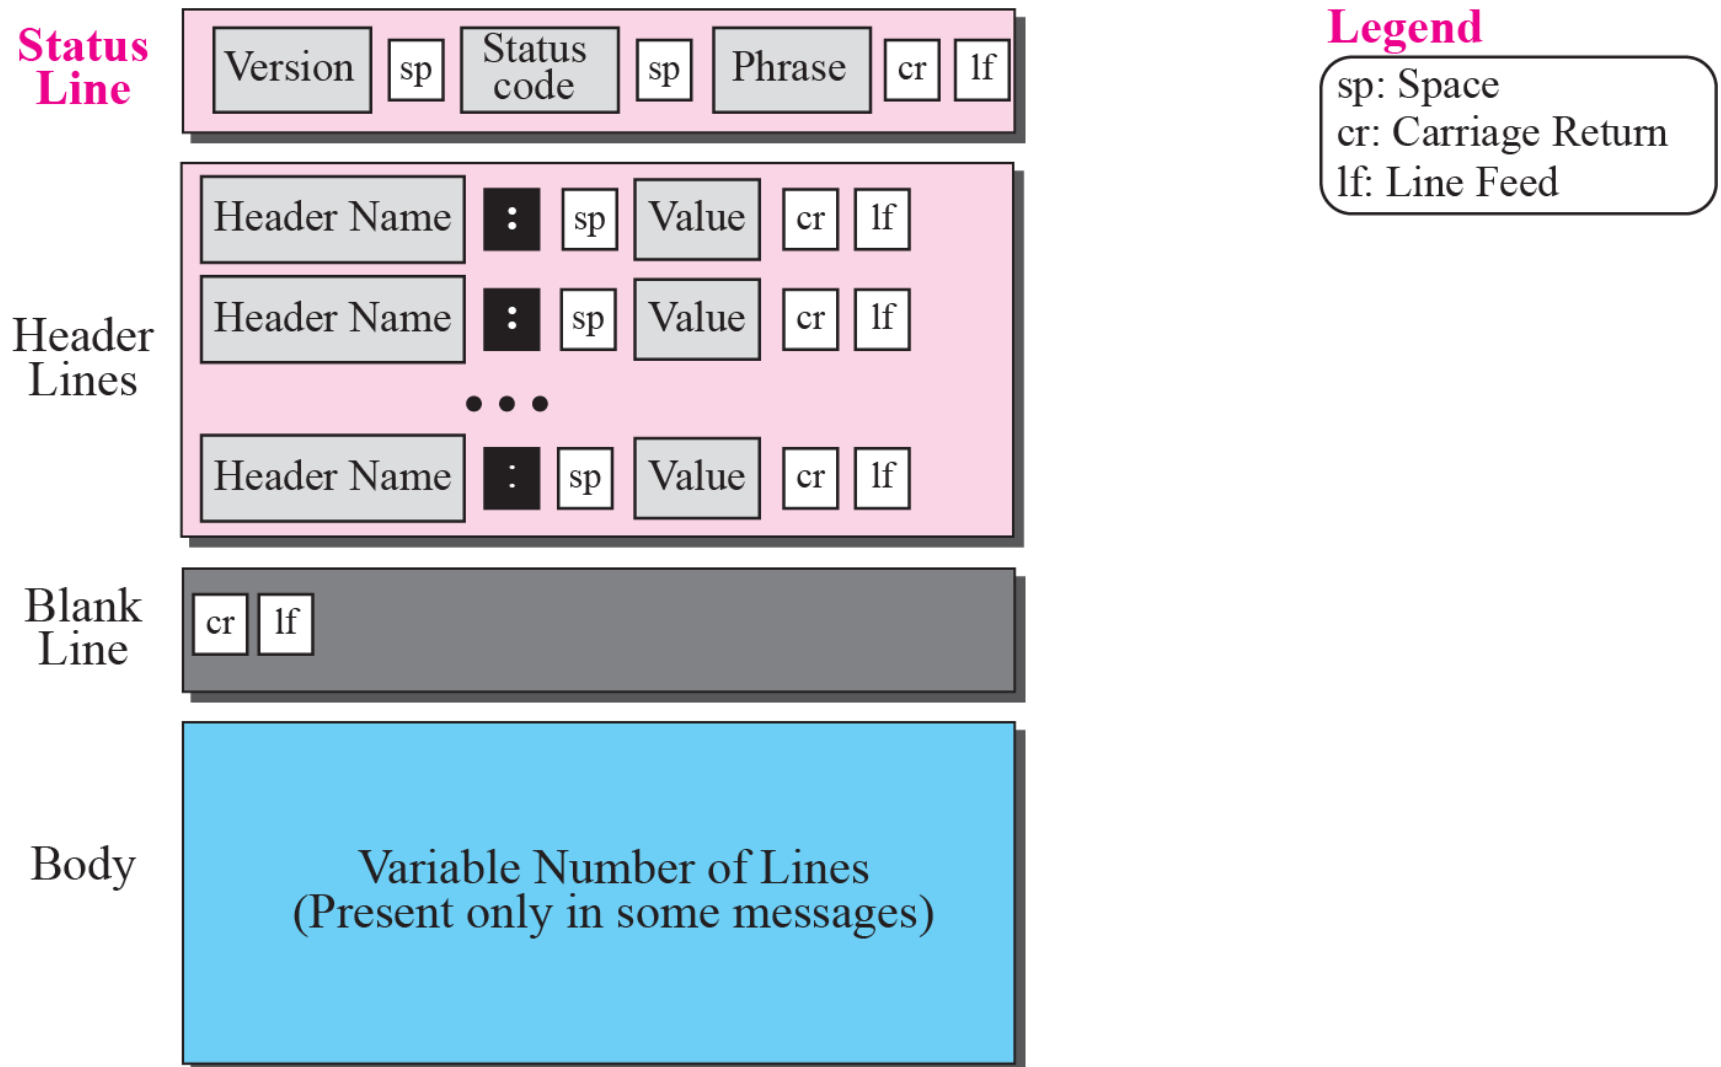 Status
Line
Version sp Status code sp Phrase cr lf
Legend
sp: Space
cr: Carriage Return
lf: Line Feed
Header
Lines
Header Name : sp Value cr lf
Header Name : sp Value cr lf
• • •
Header Name : sp Value cr lf
Blank
Line
cr lf
Body
Variable Number of Lines
(Present only in some messages)